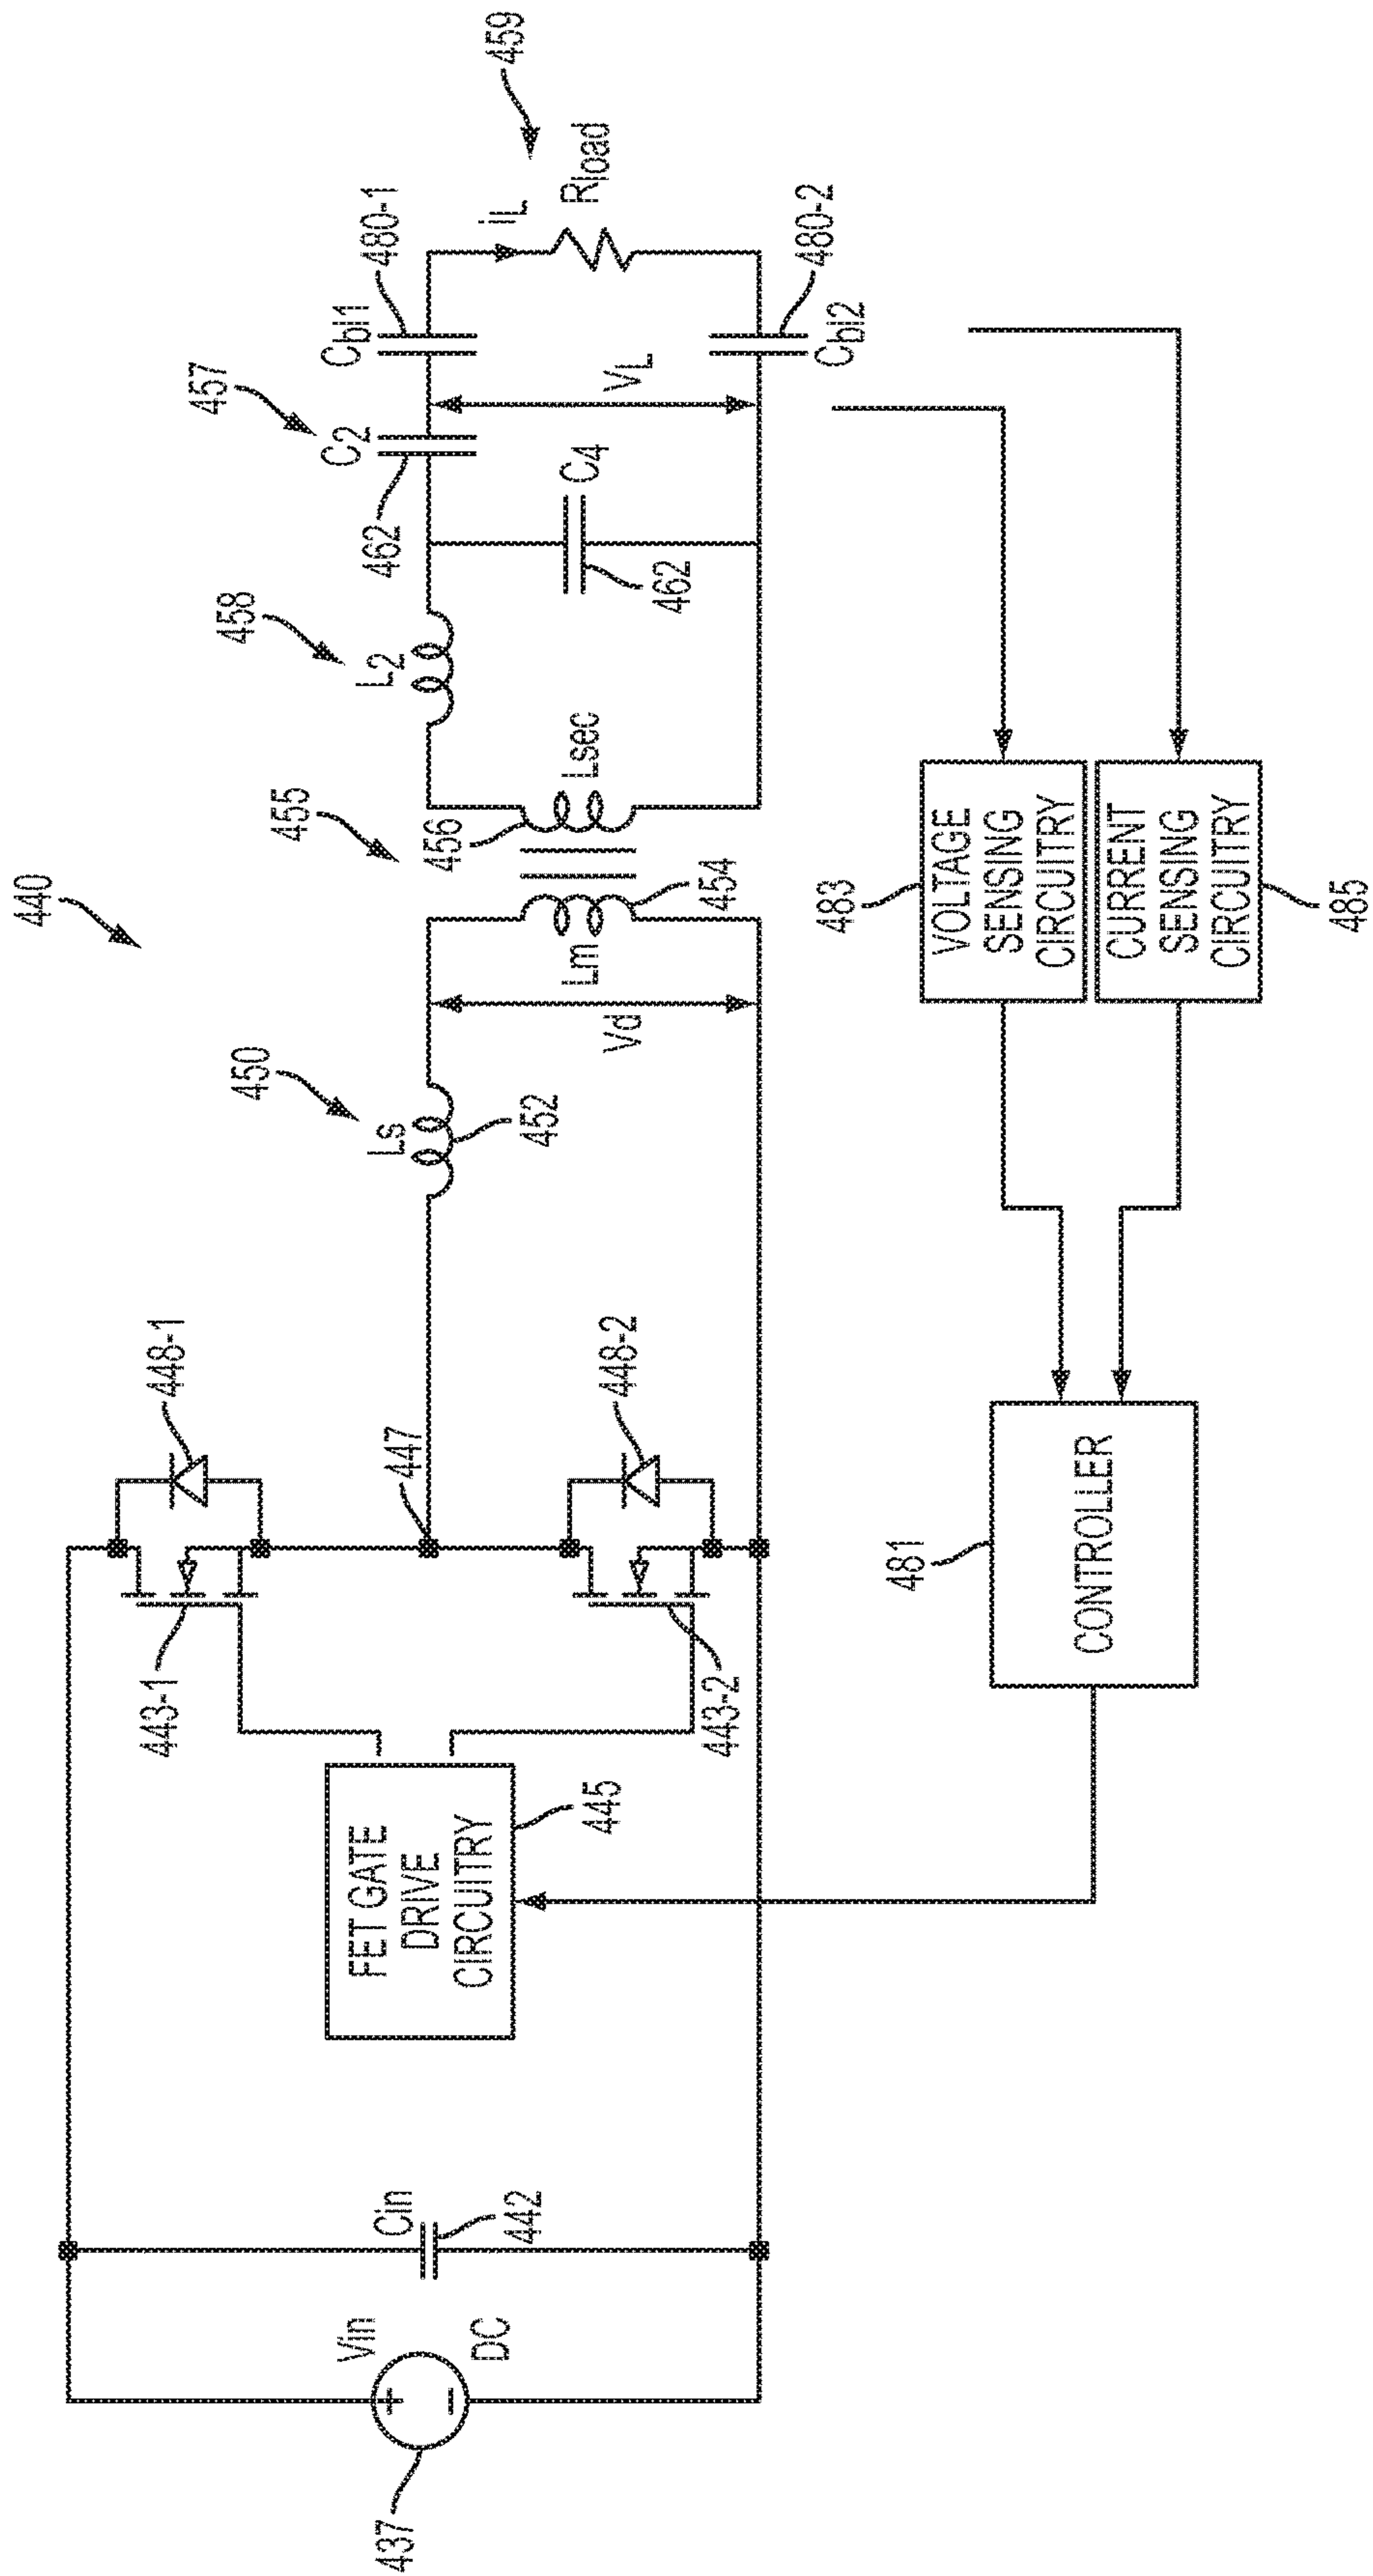 440
437
Vin
DC
Cin
442
FET GATE
DRIVE
CIRCUITRY
445
443-1
443-2
448-1
448-2
447
450
Ls
452
Vd
Lm
454
455
456
Lsec
458
L2
457
C2
462
C4
462
VL
Cbl1
480-1
Cbl2
480-2
iL
Rload
459
481
CONTROLLER
483
VOLTAGE
SENSING
CIRCUITRY
CURRENT
SENSING
CIRCUITRY
485